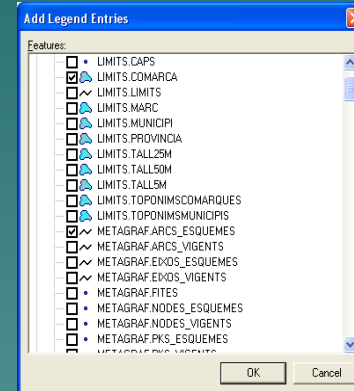 Add Legend Entries
Features:
LIMITS.CAPS
LIMITS.COMARCA
LIMITS.LIMITS
LIMITS.MARC
LIMITS.MUNICIPI
LIMITS.PROVINCIA
LIMITS.TALL25M
LIMITS.TALL50M
LIMITS.TALL5M
LIMITS.TOPONIMSCOMARQUES
LIMITS.TOPONIMSMUNICIPIS
METAGRAF.ARCS_ESQUEMES
METAGRAF.ARCS_VIGENTS
METAGRAF.EIXOS_ESQUEMES
METAGRAF.EIXOS_VIGENTS
METAGRAF.FITES
METAGRAF.NODES_ESQUEMES
METAGRAF.NODES_VIGENTS
METAGRAF.PKS_ESQUEMES
METAGRAF.PKS_VIGENTS
OK Cancel